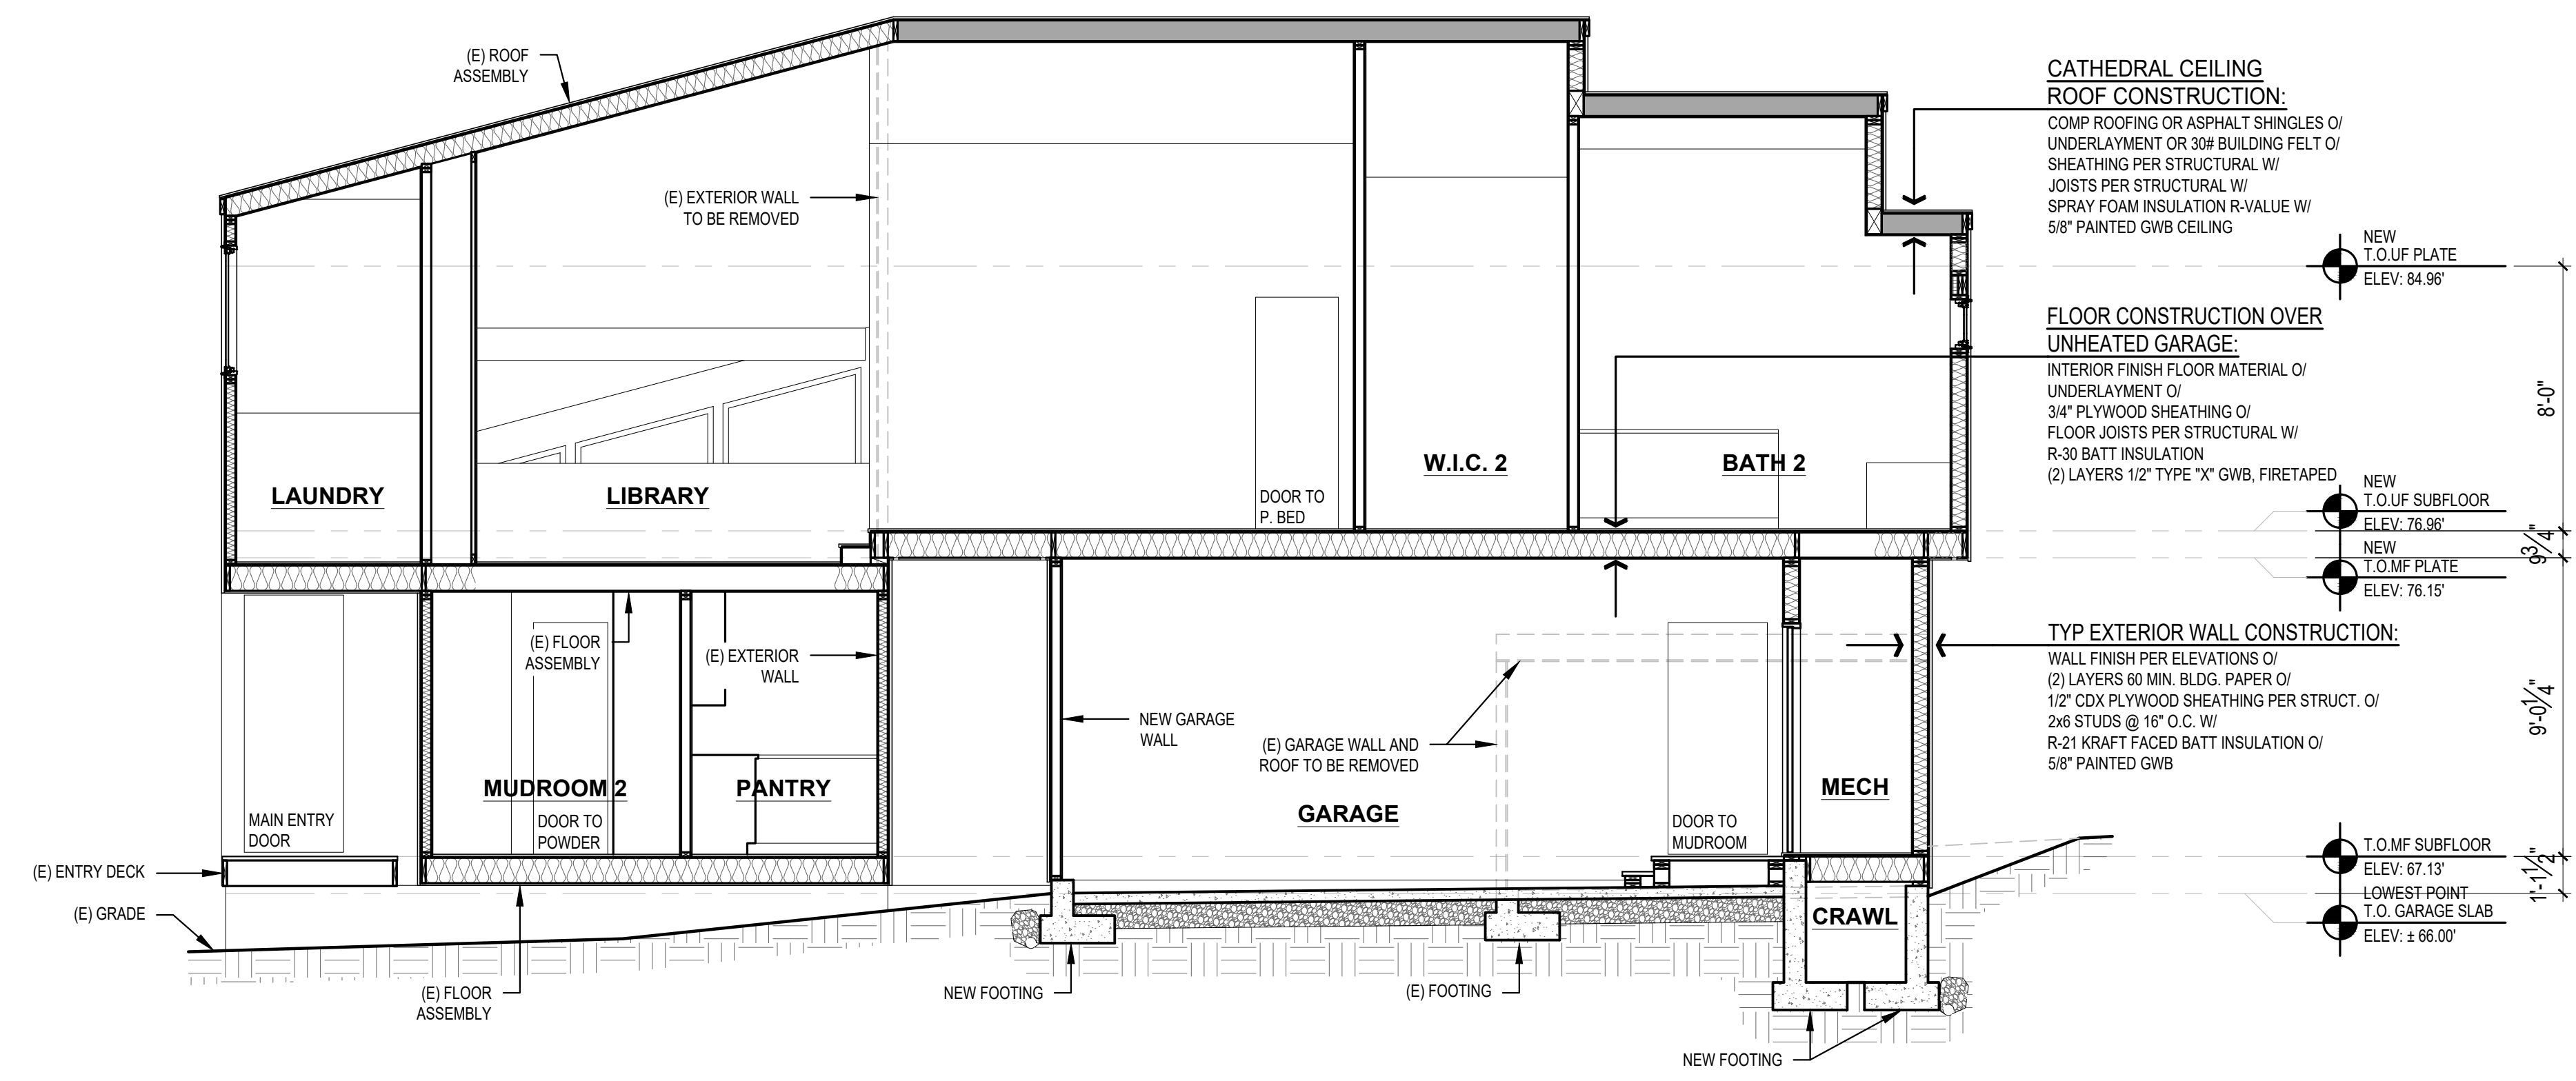 (E) ROOF
ASSEMBLY
(E) EXTERIOR WALL
TO BE REMOVED
LAUNDRY
LIBRARY
DOOR TO
P. BED
W.I.C. 2
BATH 2
(E) FLOOR
ASSEMBLY
(E) EXTERIOR
WALL
MUDROOM 2
PANTRY
MAIN ENTRY
DOOR
DOOR TO
POWDER
NEW GARAGE
WALL
(E) GARAGE WALL AND
ROOF TO BE REMOVED
GARAGE
DOOR TO
MUDROOM
MECH
CRAWL
(E) ENTRY DECK
(E) GRADE
(E) FLOOR
ASSEMBLY
NEW FOOTING
(E) FOOTING
NEW FOOTING
CATHEDRAL CEILING
ROOF CONSTRUCTION:
COMP ROOFING OR ASPHALT SHINGLES O/
UNDERLAYMENT OR 30# BUILDING FELT O/
SHEATHING PER STRUCTURAL W/
JOISTS PER STRUCTURAL W/
SPRAY FOAM INSULATION R-VALUE W/
5/8" PAINTED GWB CEILING
FLOOR CONSTRUCTION OVER
UNHEATED GARAGE:
INTERIOR FINISH FLOOR MATERIAL O/
UNDERLAYMENT O/
3/4" PLYWOOD SHEATHING O/
FLOOR JOISTS PER STRUCTURAL W/
R-30 BATT INSULATION
(2) LAYERS 1/2" TYPE "X" GWB, FIRETAPED
TYP EXTERIOR WALL CONSTRUCTION:
WALL FINISH PER ELEVATIONS O/
(2) LAYERS 60 MIN. BLDG. PAPER O/
1/2" CDX PLYWOOD SHEATHING PER STRUCT. O/
2x6 STUDS @ 16" O.C. W/
R-21 KRAFT FACED BATT INSULATION O/
5/8" PAINTED GWB
NEW
T.O.UF PLATE
ELEV: 84.96'
NEW
T.O.UF SUBFLOOR
ELEV: 76.96'
NEW
T.O.MF PLATE
ELEV: 76.15'
T.O.MF SUBFLOOR
ELEV: 67.13'
LOWEST POINT
T.O. GARAGE SLAB
ELEV: ± 66.00'
8'-0"
9 3/4"
9'-0 1/4"
1'-1 1/2"